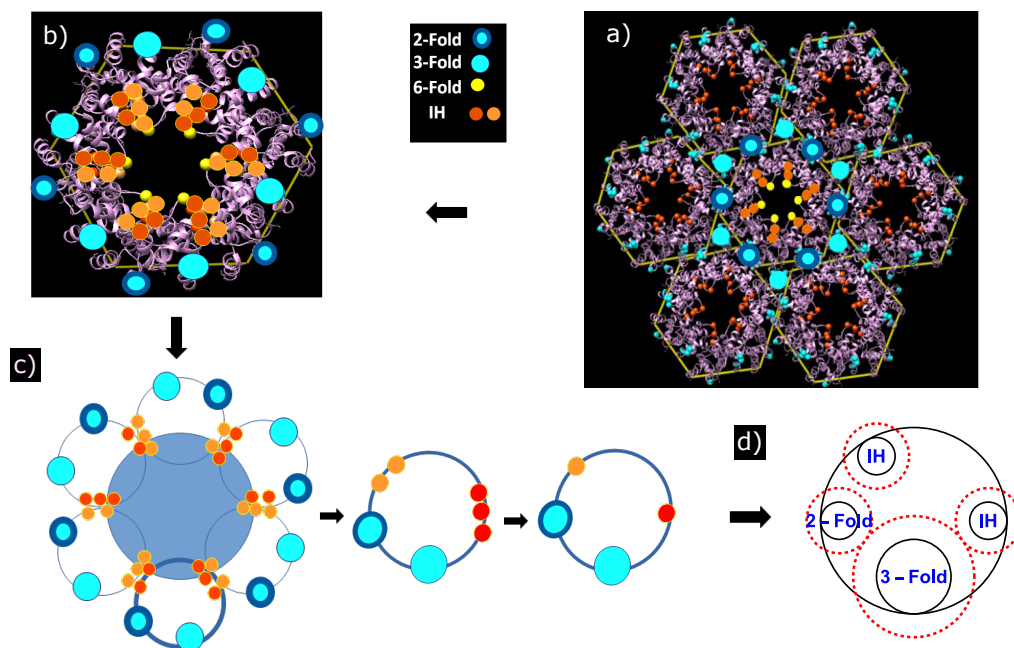 b)
2-Fold
3-Fold
6-Fold
IH
a)
c)
d)
IH
2 – Fold
IH
3 – Fold